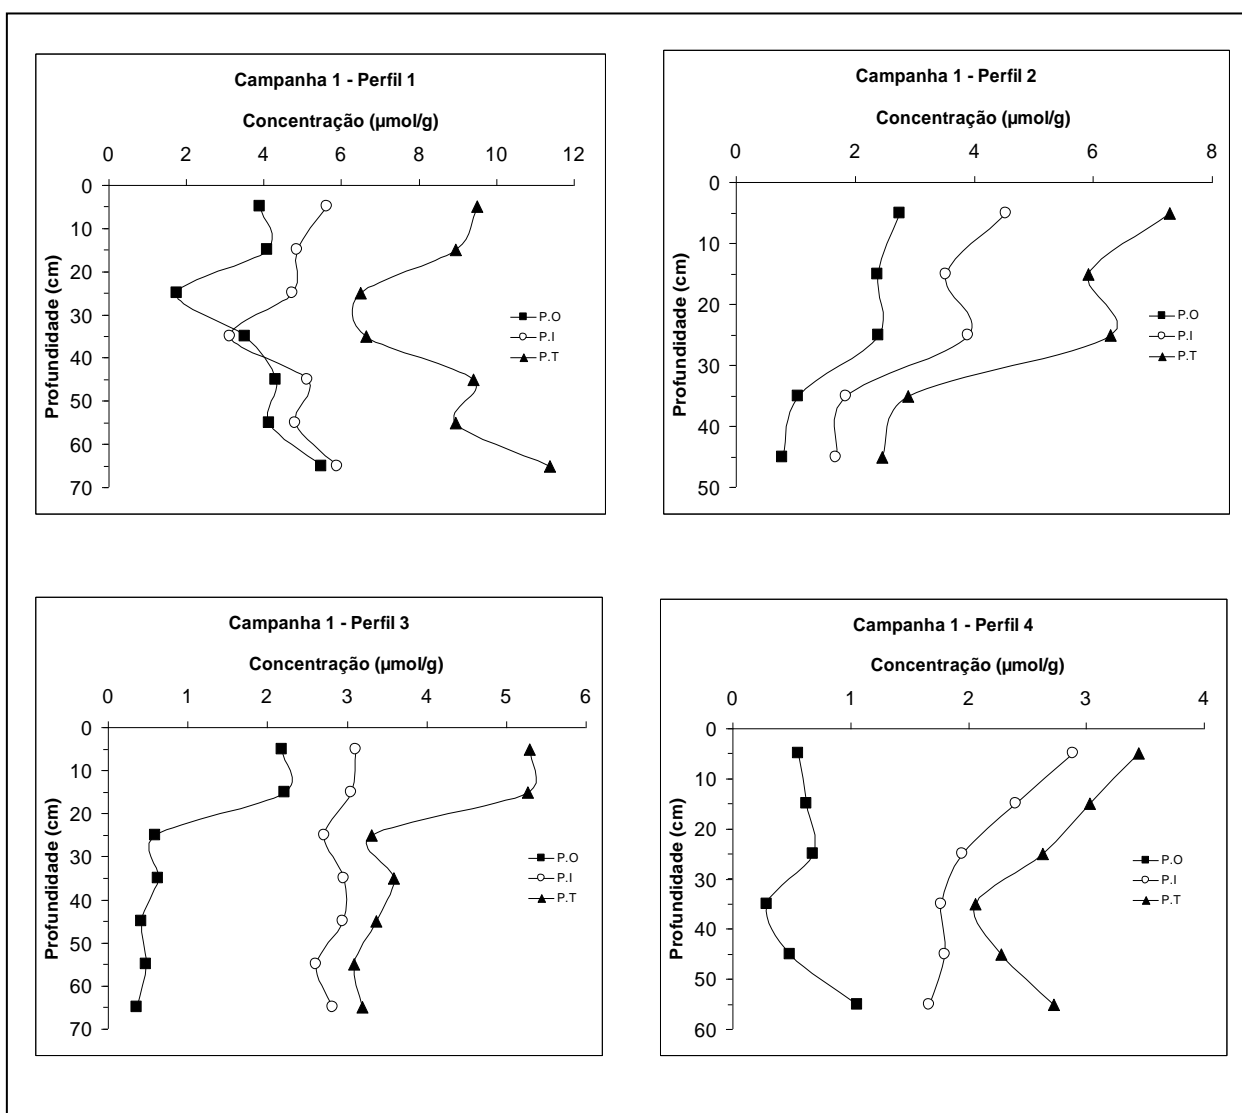 Campanha 1 - Perfil 1
Concentração (µmol/g)
0 2 4 6 8 10 12
0
10
20
30
40
50
60
70
Profundidade (cm)
P.O
P.I
P.T
Campanha 1 - Perfil 2
Concentração (µmol/g)
0 2 4 6 8
0
10
20
30
40
50
Profundidade (cm)
P.O
P.I
P.T
Campanha 1 - Perfil 3
Concentração (µmol/g)
0 1 2 3 4 5 6
0
10
20
30
40
50
60
70
Profundidade (cm)
P.O
P.I
P.T
Campanha 1 - Perfil 4
Concentração (µmol/g)
0 1 2 3 4
0
10
20
30
40
50
60
Profundidade (cm)
P.O
P.I
P.T